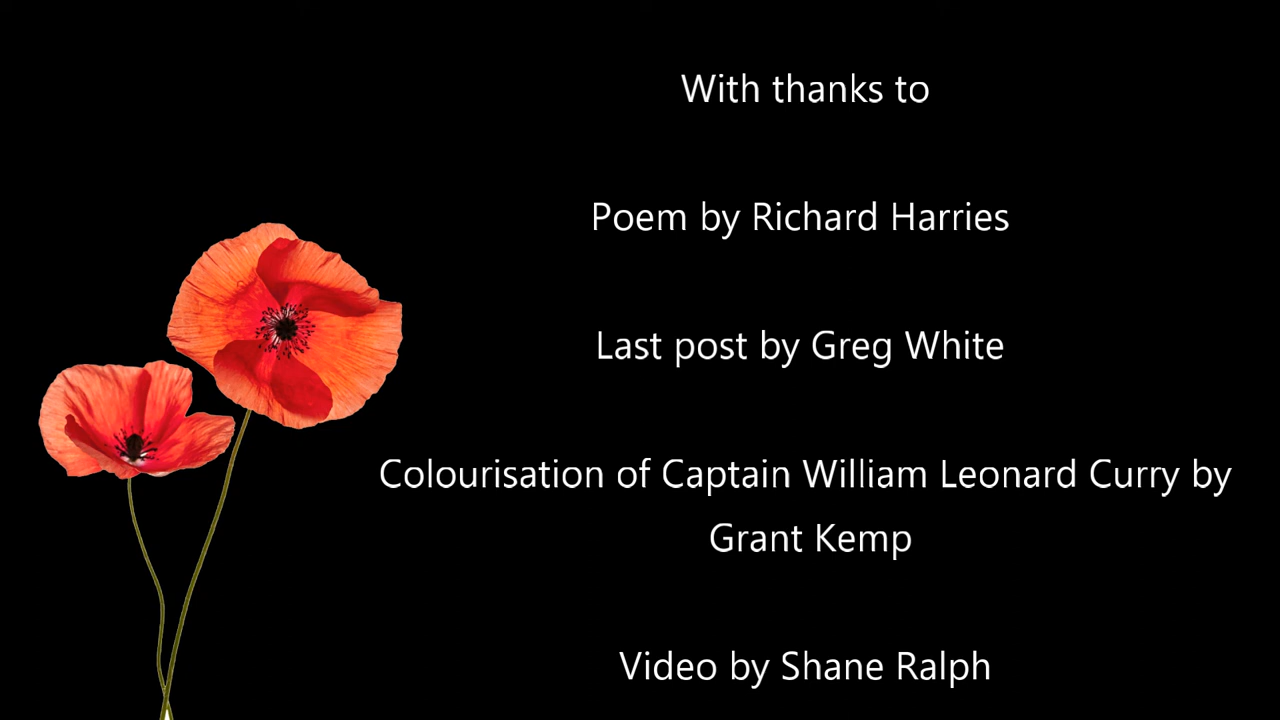 With thanks to
Poem by Richard Harries
Last post by Greg White
Colourisation of Captain William Leonard Curry by
Grant Kemp
Video by Shane Ralph